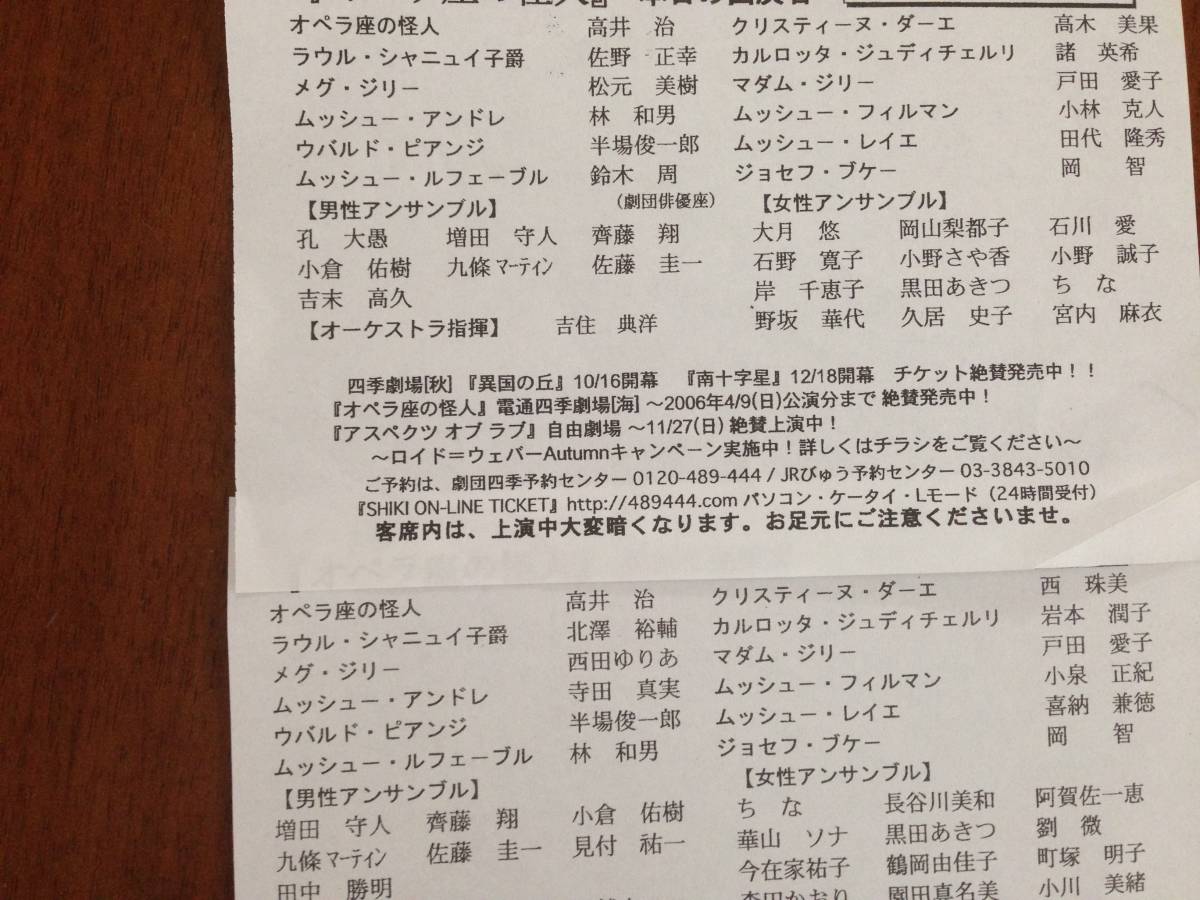 オペラ座の怪人 高井 治 クリスティーヌ・ダーエ 高木 美果
ラウル・シャニュイ子爵 佐野 正幸 カルロッタ・ジュディチェルリ 諸 英希
メグ・ジリー 松元 美樹 マダム・ジリー 戸田 愛子
ムッシュー・アンドレ 林 和男 ムッシュー・フィルマン 小林 克人
ウバルド・ピアンジ 半場俊一郎 ムッシュー・レイエ 田代 隆秀
ムッシュー・ルフェーブル 鈴木 周 ジョセフ・ブケー 岡 智
(劇団俳優座)
【男性アンサンブル】 【女性アンサンブル】
孔 大愚 増田 守人 齊藤 翔 大月 悠 岡山梨都子 石川 愛
小倉 佑樹 九條マーティン 佐藤 圭一 石野 寛子 小野さや香 小野 誠子
吉末 高久 岸 千恵子 黒田あきつ ち な
【オーケストラ指揮】 吉住 典洋 野坂 華代 久居 史子 宮内 麻衣
四季劇場[秋] 『異国の丘』10/16開幕 『南十字星』12/18開幕 チケット絶賛発売中！！
『オペラ座の怪人』電通四季劇場[海] ～2006年4/9(日)公演分まで 絶賛発売中！
『アスペクツ オブ ラブ』自由劇場 ～11/27(日) 絶賛上演中！
～ロイド＝ウェバーAutumnキャンペーン実施中！詳しくはチラシをご覧ください～
ご予約は、劇団四季予約センター 0120-489-444 / JRびゅう予約センター 03-3843-5010
『SHIKI ON-LINE TICKET』http://489444.com パソコン・ケータイ・Lモード（24時間受付）
客席内は、上演中大変暗くなります。お足元にご注意くださいませ。
オペラ座の怪人 高井 治 クリスティーヌ・ダーエ 西 珠美
ラウル・シャニュイ子爵 北澤 裕輔 カルロッタ・ジュディチェルリ 岩本 潤子
メグ・ジリー 西田ゆりあ マダム・ジリー 戸田 愛子
ムッシュー・アンドレ 寺田 真実 ムッシュー・フィルマン 小泉 正紀
ウバルド・ピアンジ 半場俊一郎 ムッシュー・レイエ 喜納 兼徳
ムッシュー・ルフェーブル 林 和男 ジョセフ・ブケー 岡 智
【男性アンサンブル】 【女性アンサンブル】
増田 守人 齊藤 翔 小倉 佑樹 ち な 長谷川美和 阿賀佐一恵
九條マーティン 佐藤 圭一 見付 祐一 華山 ソナ 黒田あきつ 劉 微
田中 勝明 今在家祐子 鶴岡由佳子 町塚 明子
園田真名美 小川 美緒